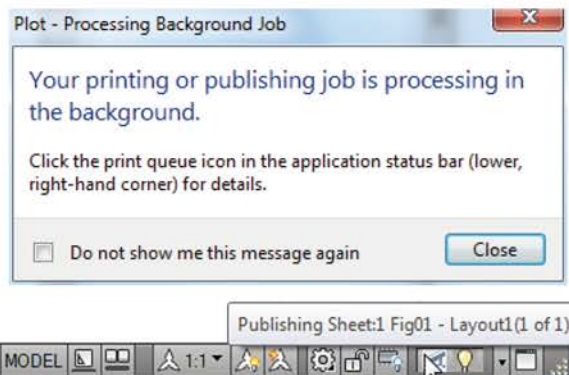 Plot - Processing Background Job
Your printing or publishing job is processing in
the background.
Click the print queue icon in the application status bar (lower,
right-hand corner) for details.
Do not show me this message again
Close
Publishing Sheet:1 Fig01 - Layout1(1 of 1)
MODEL 1:1